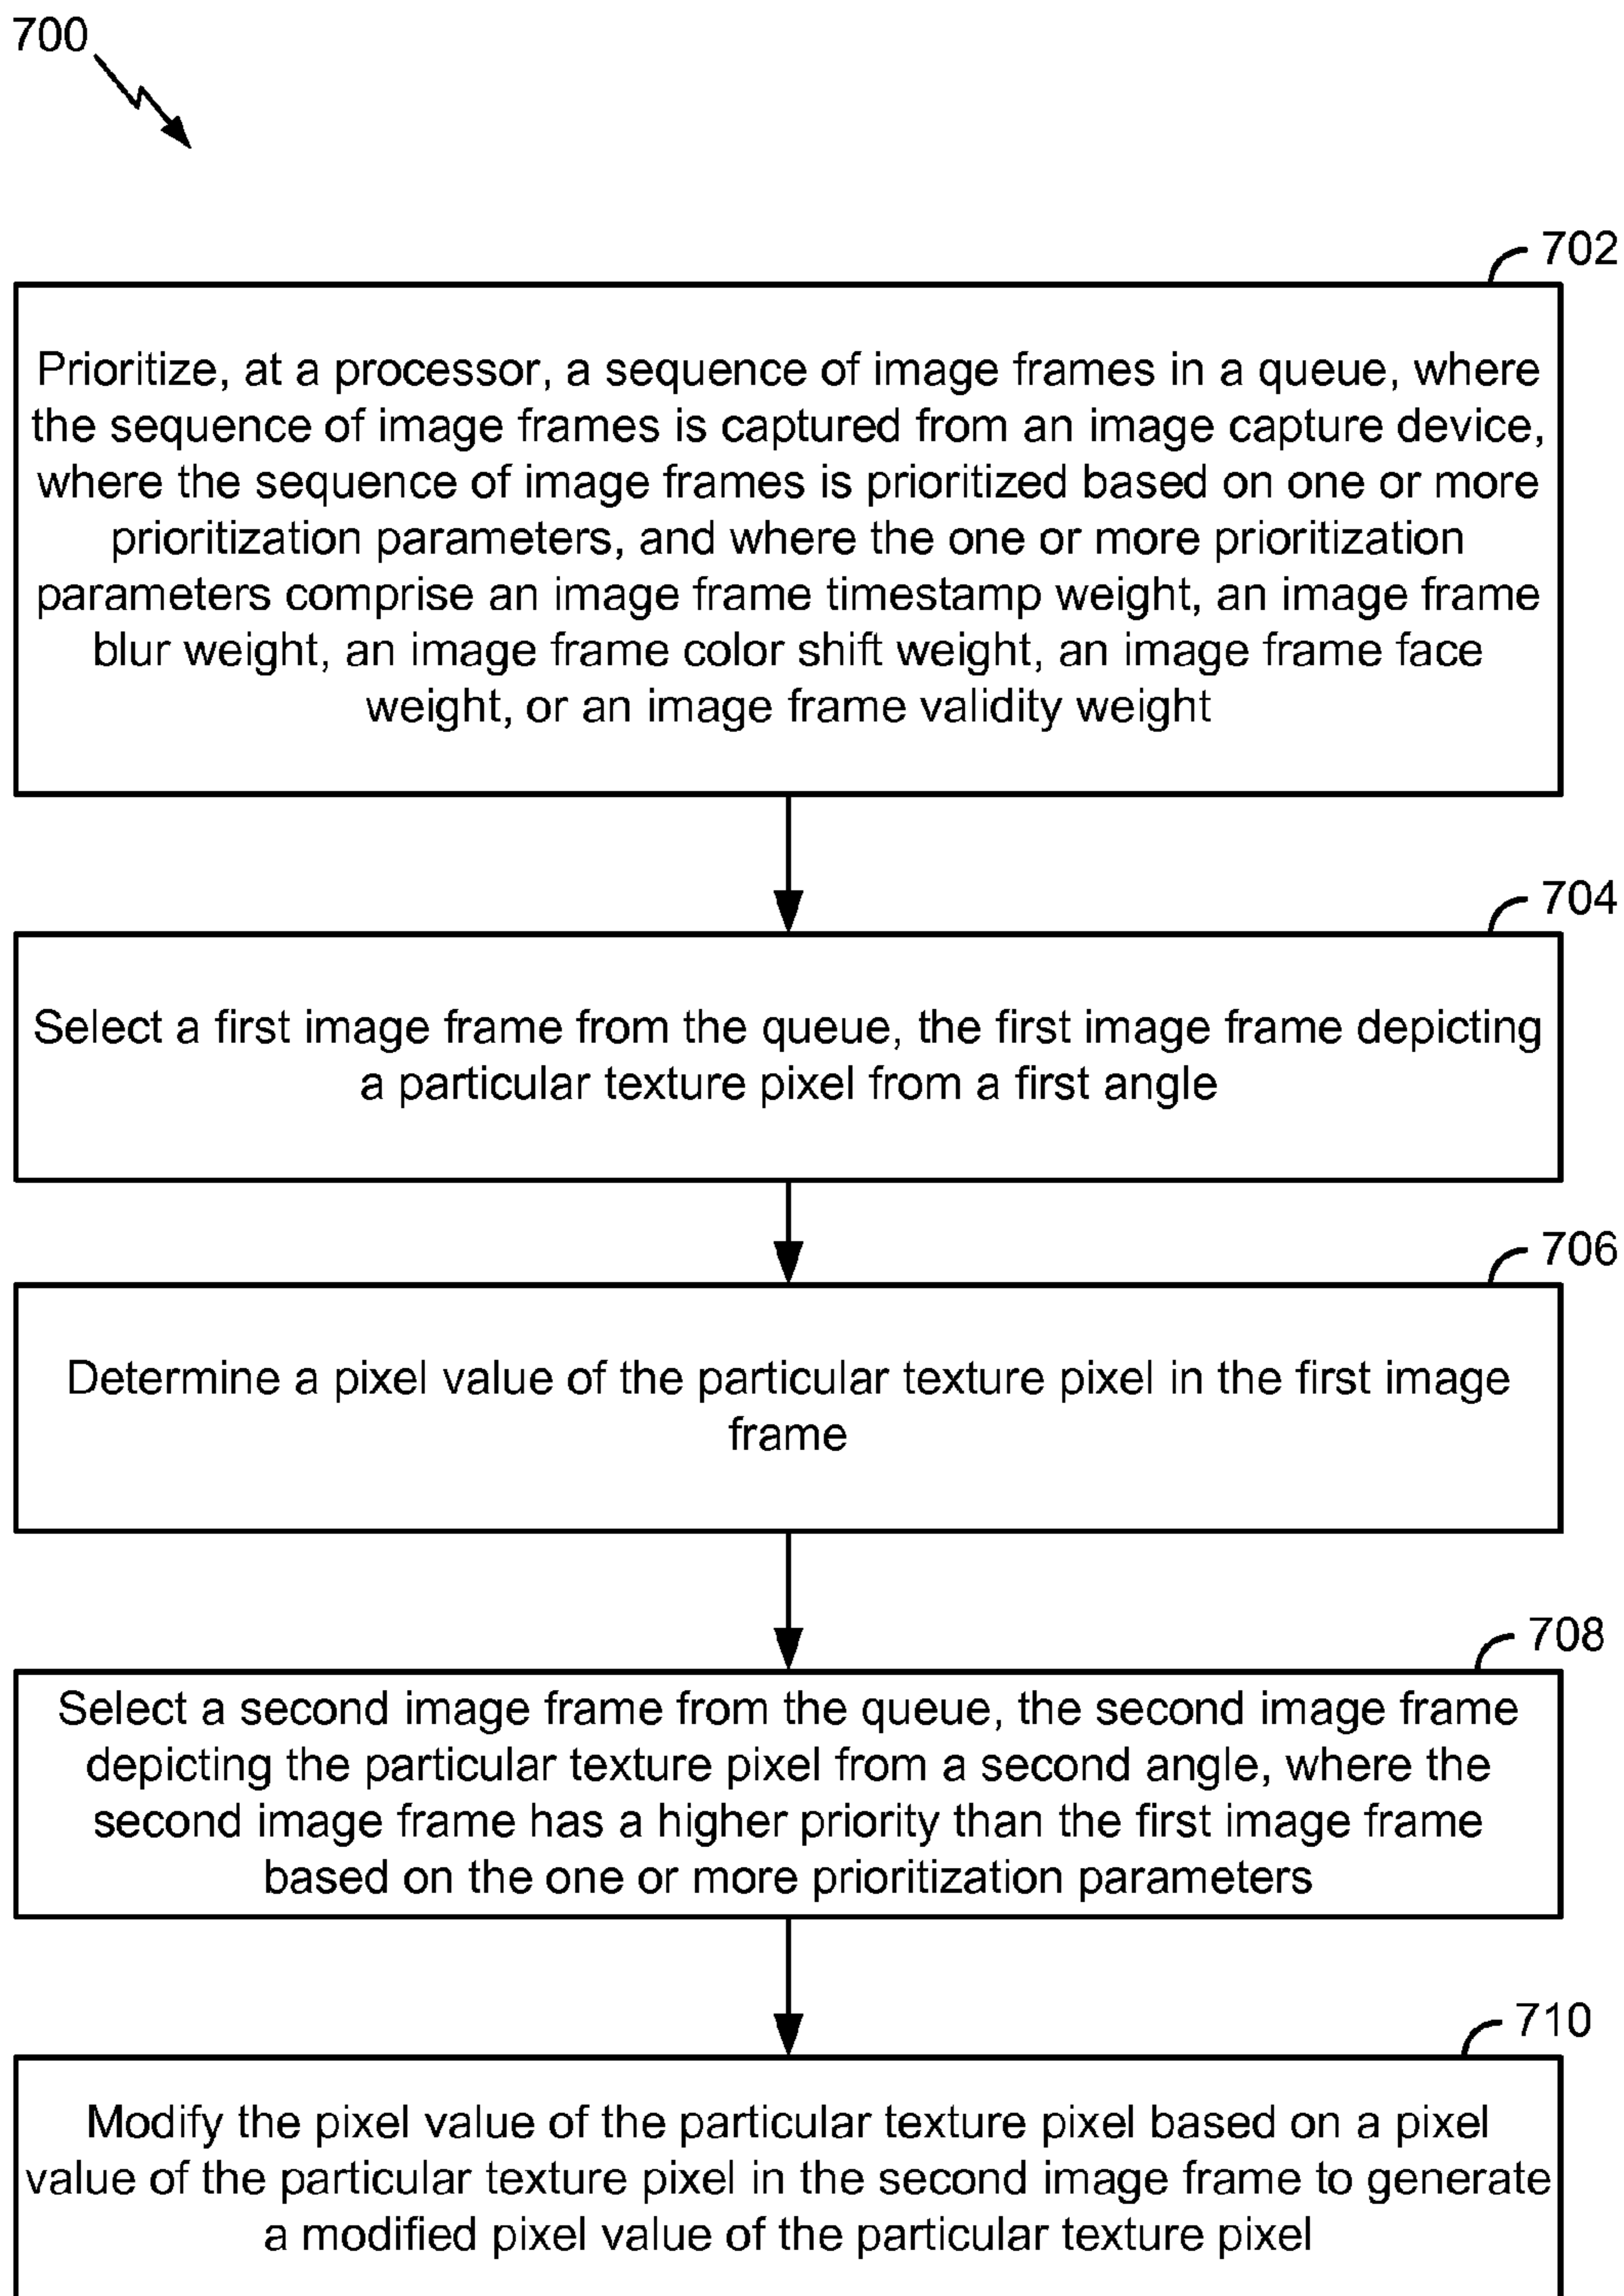 700
702
Prioritize, at a processor, a sequence of image frames in a queue, where
the sequence of image frames is captured from an image capture device,
where the sequence of image frames is prioritized based on one or more
prioritization parameters, and where the one or more prioritization
parameters comprise an image frame timestamp weight, an image frame
blur weight, an image frame color shift weight, an image frame face
weight, or an image frame validity weight
704
Select a first image frame from the queue, the first image frame depicting
a particular texture pixel from a first angle
706
Determine a pixel value of the particular texture pixel in the first image
frame
708
Select a second image frame from the queue, the second image frame
depicting the particular texture pixel from a second angle, where the
second image frame has a higher priority than the first image frame
based on the one or more prioritization parameters
710
Modify the pixel value of the particular texture pixel based on a pixel
value of the particular texture pixel in the second image frame to generate
a modified pixel value of the particular texture pixel